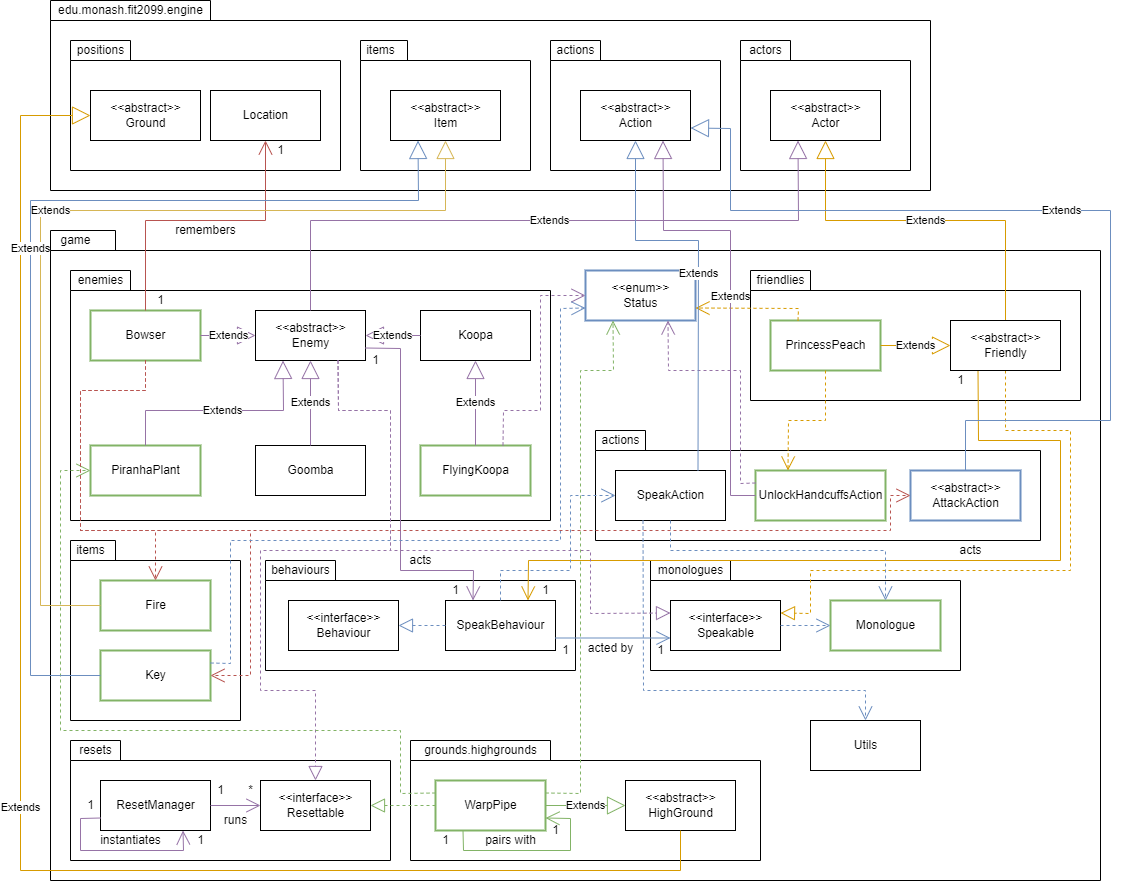 edu.monash.fit2099.engine
positions
items
actions
actors
<<abstract>>
Ground
Location
<<abstract>>
Item
<<abstract>>
Action
<<abstract>>
Actor
1
Extends
Extends
Extends
Extends
remembers
Extends
game
enemies
Extends
friendlies
<<enum>>
Status
Extends
1
Bowser
Extends
<<abstract>>
Enemy
Extends
Koopa
PrincessPeach
Extends
<<abstract>>
Friendly
1
1
Extends
Extends
Extends
actions
PiranhaPlant
Goomba
FlyingKoopa
SpeakAction
UnlockHandcuffsAction
<<abstract>>
AttackAction
items
acts
acts
behaviours
monologues
Fire
1
1
<<interface>>
Behaviour
SpeakBehaviour
<<interface>>
Speakable
Monologue
1
acted by
1
Key
resets
grounds.highgrounds
Utils
1
*
1
ResetManager
<<interface>>
Resettable
WarpPipe
Extends
<<abstract>>
HighGround
Extends
runs
instantiates
1
1
pairs with
1